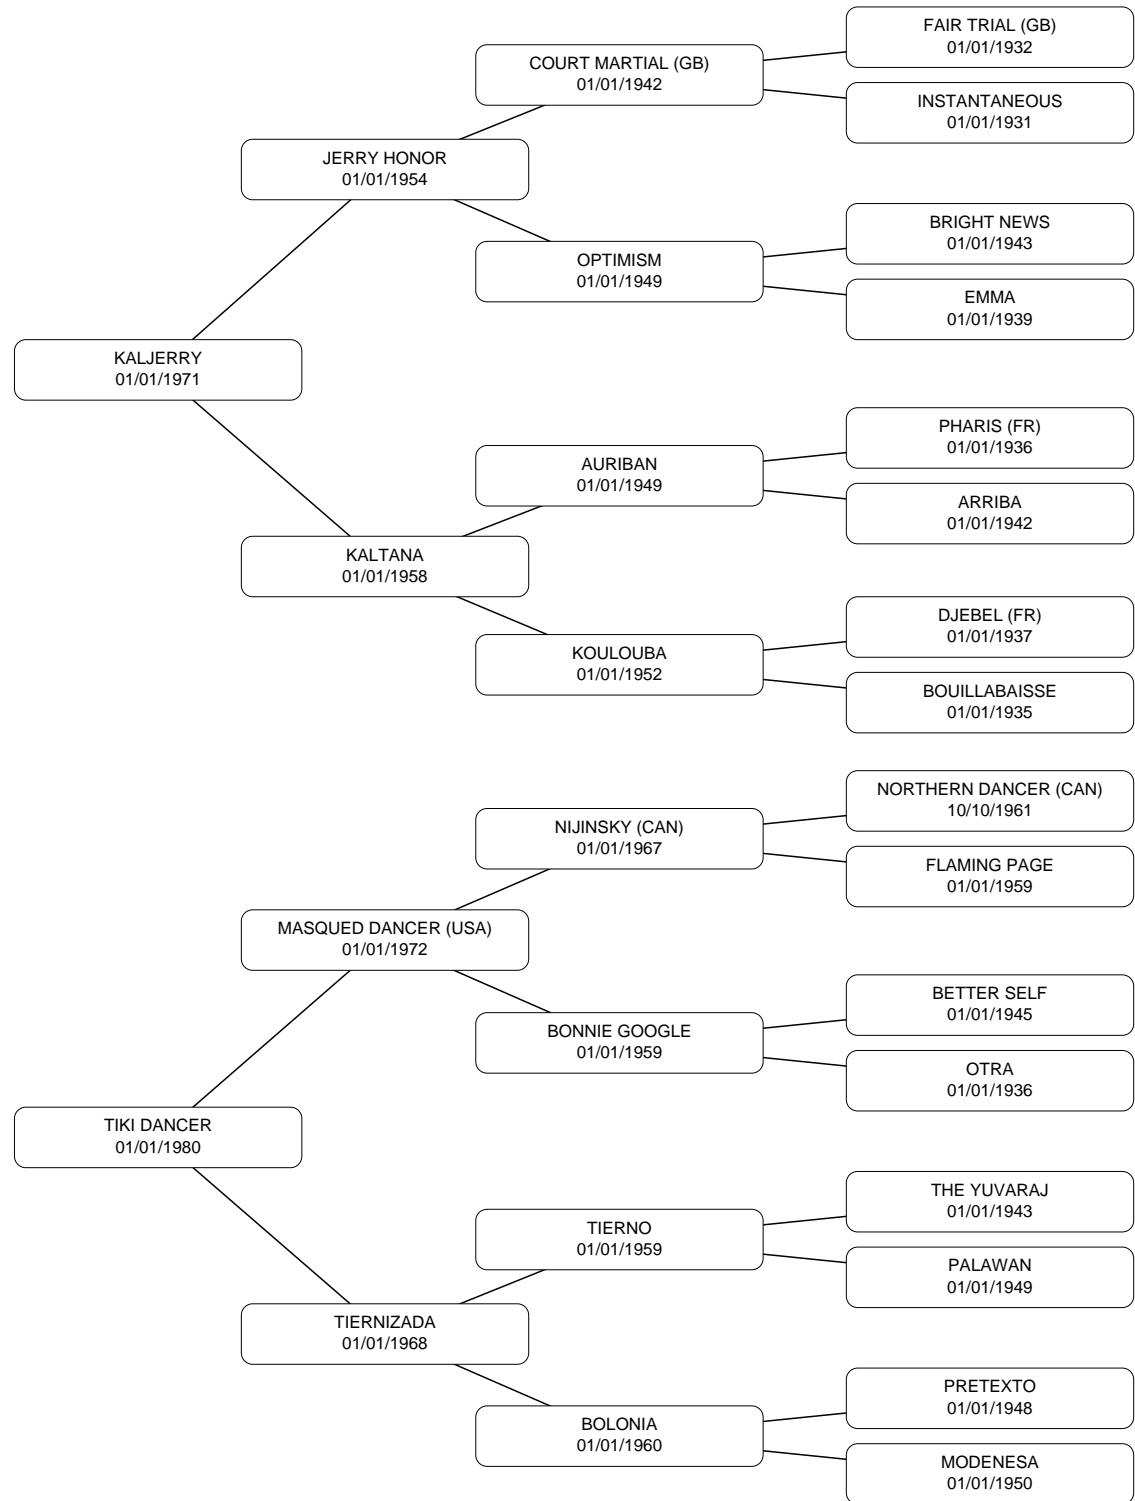 FAIR TRIAL (GB)
01/01/1932
COURT MARTIAL (GB)
01/01/1942
INSTANTANEOUS
01/01/1931
JERRY HONOR
01/01/1954
BRIGHT NEWS
01/01/1943
OPTIMISM
01/01/1949
EMMA
01/01/1939
KALJERRY
01/01/1971
PHARIS (FR)
01/01/1936
AURIBAN
01/01/1949
ARRIBA
01/01/1942
KALTANA
01/01/1958
DJEBEL (FR)
01/01/1937
KOULOUBA
01/01/1952
BOUILLABAISSE
01/01/1935
NORTHERN DANCER (CAN)
10/10/1961
NIJINSKY (CAN)
01/01/1967
FLAMING PAGE
01/01/1959
MASQUED DANCER (USA)
01/01/1972
BETTER SELF
01/01/1945
BONNIE GOOGLE
01/01/1959
OTRA
01/01/1936
TIKI DANCER
01/01/1980
THE YUVARAJ
01/01/1943
TIERNO
01/01/1959
PALAWAN
01/01/1949
TIERNIZADA
01/01/1968
PRETEXTO
01/01/1948
BOLONIA
01/01/1960
MODENESA
01/01/1950